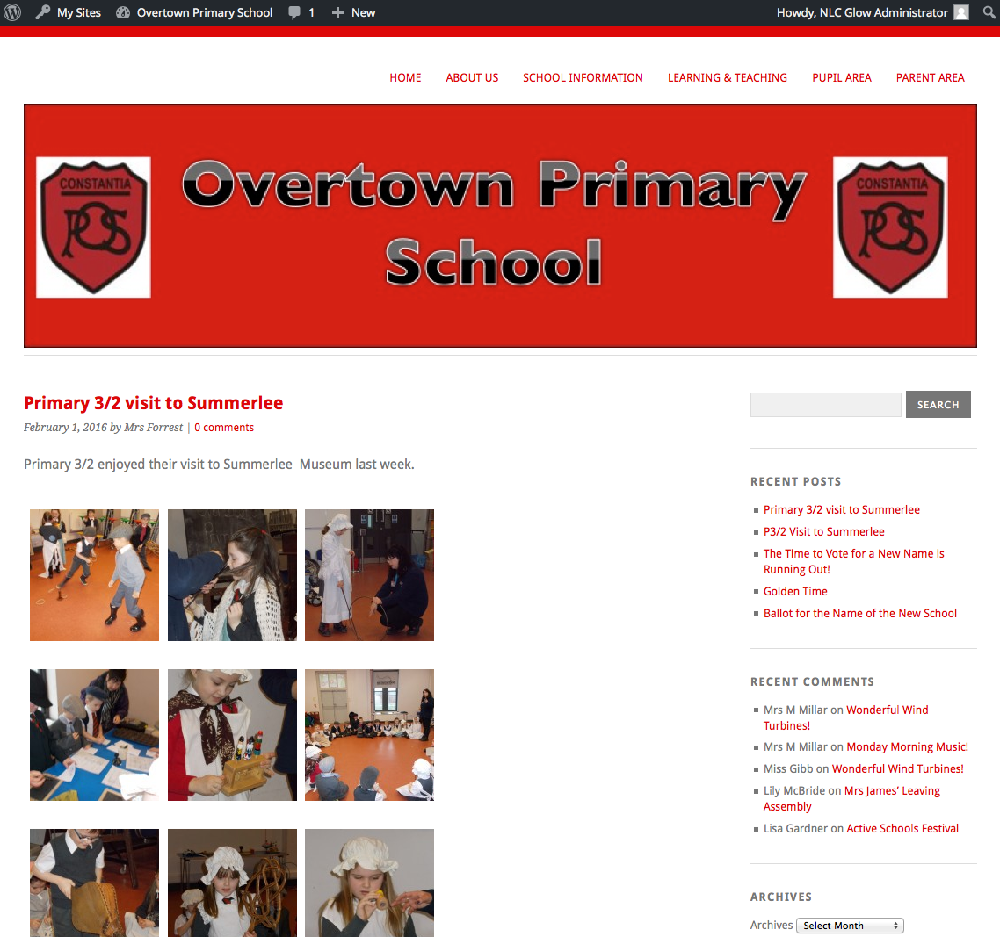 My Sites Overtown Primary School 1 New Howdy, NLC Glow Administrator
HOME ABOUT US SCHOOL INFORMATION LEARNING & TEACHING PUPIL AREA PARENT AREA
CONSTANTIA
POS
Overtown Primary
School
CONSTANTIA
POS
Primary 3/2 visit to Summerlee
February 1, 2016 by Mrs Forrest | 0 comments
Primary 3/2 enjoyed their visit to Summerlee Museum last week.
SEARCH
RECENT POSTS
Primary 3/2 visit to Summerlee
P3/2 Visit to Summerlee
The Time to Vote for a New Name is
Running Out!
Golden Time
Ballot for the Name of the New School
RECENT COMMENTS
Mrs M Millar on Wonderful Wind
Turbines!
Mrs M Millar on Monday Morning Music!
Miss Gibb on Wonderful Wind Turbines!
Lily McBride on Mrs James’ Leaving
Assembly
Lisa Gardner on Active Schools Festival
ARCHIVES
Archives Select Month